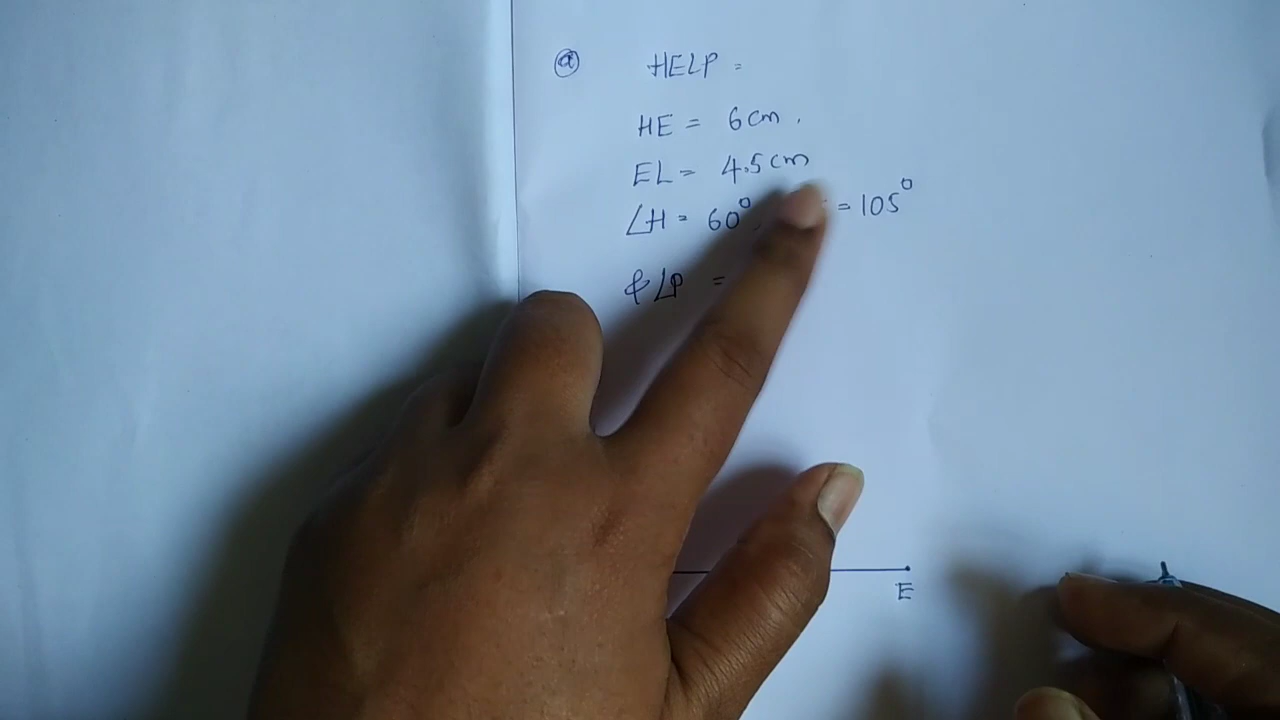 ⓐ HELP =
HE = 6cm,
EL = 4.5cm
∠H = 60°, = 105°
& ∠P =
E